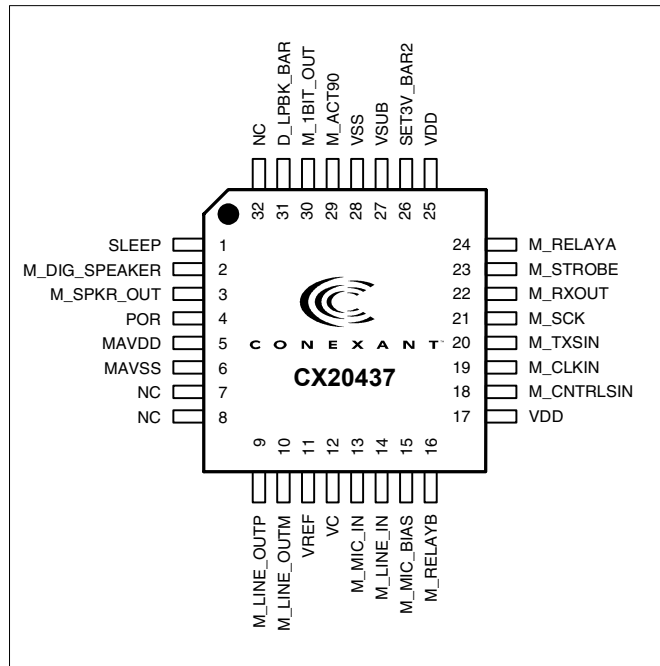 NC
D_LPBK_BAR
M_1BIT_OUT
M_ACT90
VSS
VSUB
SET3V_BAR2
VDD
32 31 30 29 28 27 26 25
SLEEP 1
M_DIG_SPEAKER 2
M_SPKR_OUT 3
POR 4
MAVDD 5
MAVSS 6
NC 7
NC 8
24 M_RELAYA
23 M_STROBE
22 M_RXOUT
21 M_SCK
20 M_TXSIN
19 M_CLKIN
18 M_CNTRLSIN
17 VDD
CONEXANT™
CX20437
9 10 11 12 13 14 15 16
M_LINE_OUTP
M_LINE_OUTM
VREF
VC
M_MIC_IN
M_LINE_IN
M_MIC_BIAS
M_RELAYB